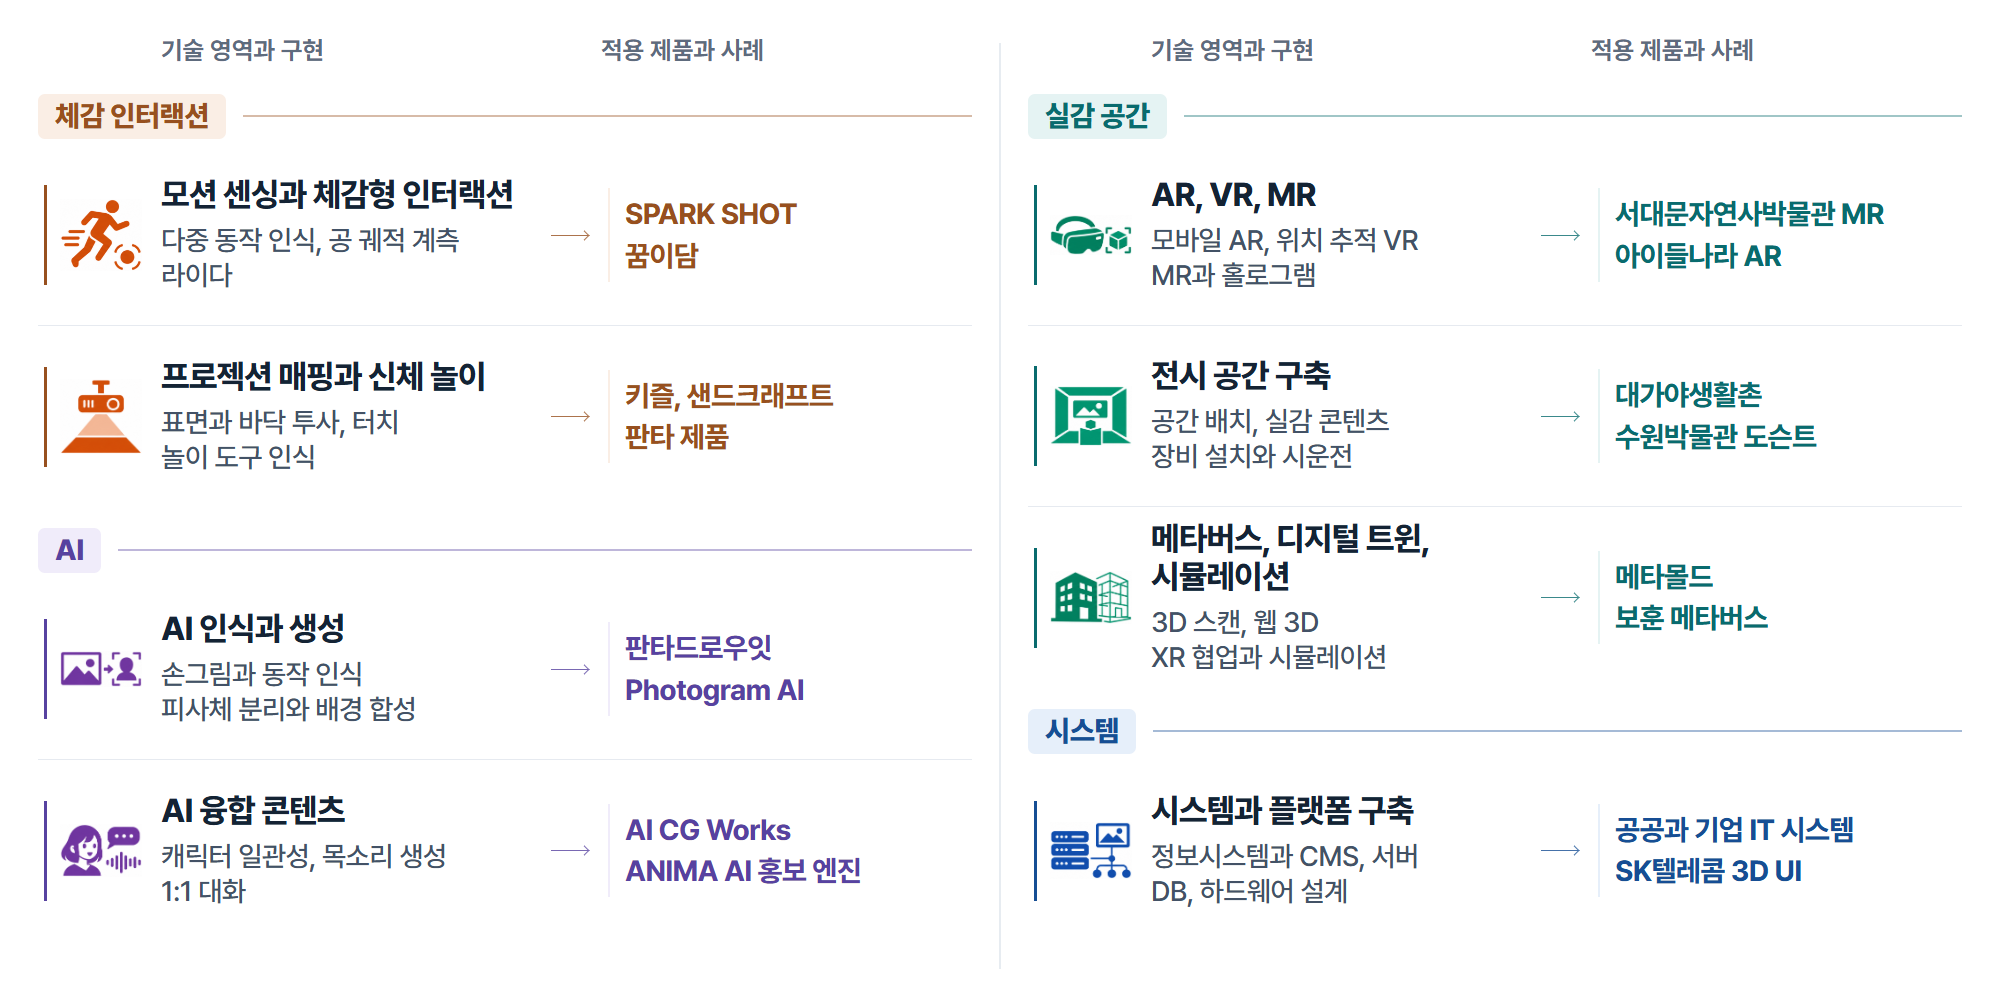 기술 영역과 구현
적용 제품과 사례
체감 인터랙션
모션 센싱과 체감형 인터랙션
다중 동작 인식, 공 궤적 계측
라이다
SPARK SHOT
꿈이담
프로젝션 매핑과 신체 놀이
표면과 바닥 투사, 터치
놀이 도구 인식
키즐, 샌드크래프트
판타 제품
AI
AI 인식과 생성
손그림과 동작 인식
피사체 분리와 배경 합성
판타드로우잇
Photogram AI
AI 융합 콘텐츠
캐릭터 일관성, 목소리 생성
1:1 대화
AI CG Works
ANIMA AI 홍보 엔진
기술 영역과 구현
적용 제품과 사례
실감 공간
AR, VR, MR
모바일 AR, 위치 추적 VR
MR과 홀로그램
서대문자연사박물관 MR
아이들나라 AR
전시 공간 구축
공간 배치, 실감 콘텐츠
장비 설치와 시운전
대가야생활촌
수원박물관 도슨트
메타버스, 디지털 트윈,
시뮬레이션
3D 스캔, 웹 3D
XR 협업과 시뮬레이션
메타몰드
보훈 메타버스
시스템
시스템과 플랫폼 구축
정보시스템과 CMS, 서버
DB, 하드웨어 설계
공공과 기업 IT 시스템
SK텔레콤 3D UI